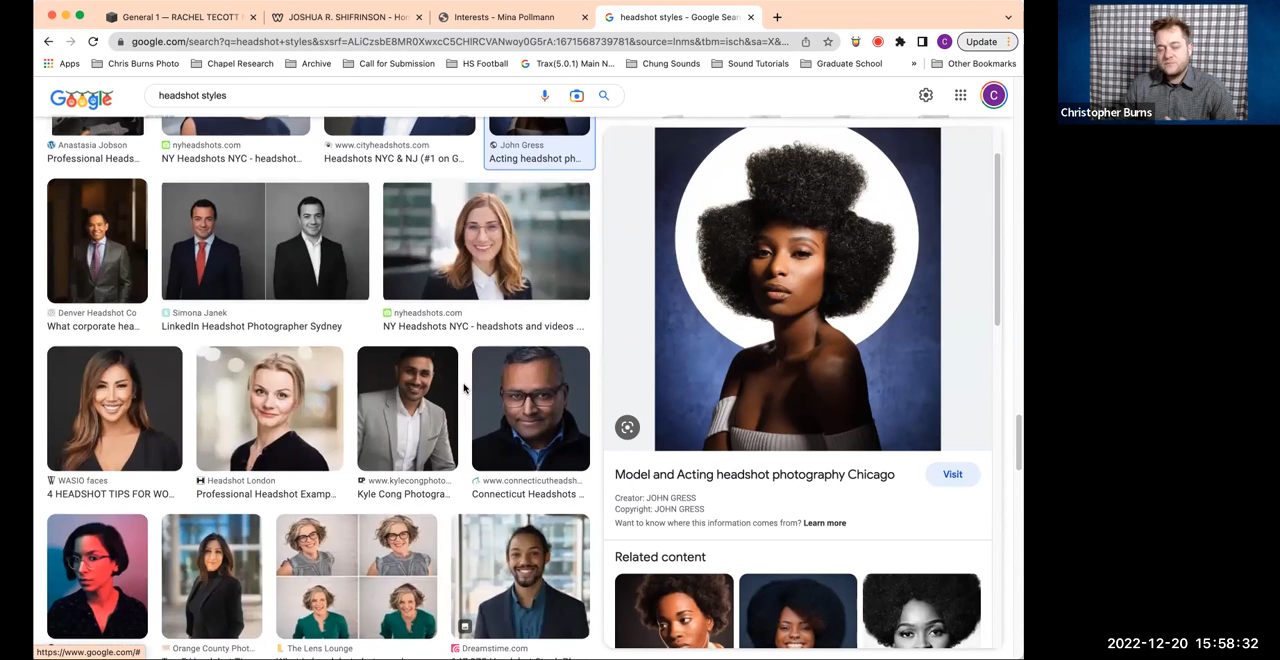 General 1 — RACHEL TECOTT
JOSHUA R. SHIFRINSON - Ho
Interests - Mina Pollmann
headshot styles - Google Sear
google.com/search?q=headshot+styles&sxsrf=ALiCzsbE8MR0XwxcC5CHRCVANwoy0G5rA:1671568739781&source=lnms&tbm=isch&sa=X&...
C
Update
Apps
Chris Burns Photo
Chapel Research
Archive
Call for Submission
HS Football
Trax(5.0.1) Main N...
Chung Sounds
Sound Tutorials
Graduate School
»
Other Bookmarks
Google
headshot styles
C
Anastasia Jobson
Professional Heads...
nyheadshots.com
NY Headshots NYC - headshot...
www.cityheadshots.com
Headshots NYC & NJ (#1 on G...
John Gress
Acting headshot ph...
Denver Headshot Co
What corporate hea...
Simona Janek
LinkedIn Headshot Photographer Sydney
nyheadshots.com
NY Headshots NYC - headshots and videos ...
WASIO faces
4 HEADSHOT TIPS FOR WO...
Headshot London
Professional Headshot Examp...
www.kylecongphoto...
Kyle Cong Photogra...
www.connecticuthedsh...
Connecticut Headshots ...
Orange County Phot...
The Lens Lounge
Dreamstime.com
https://www.google.com/#
Model and Acting headshot photography Chicago
Visit
Creator: JOHN GRESS
Copyright: JOHN GRESS
Want to know where this information comes from? Learn more
Related content
Christopher Burns
2022-12-20 15:58:32